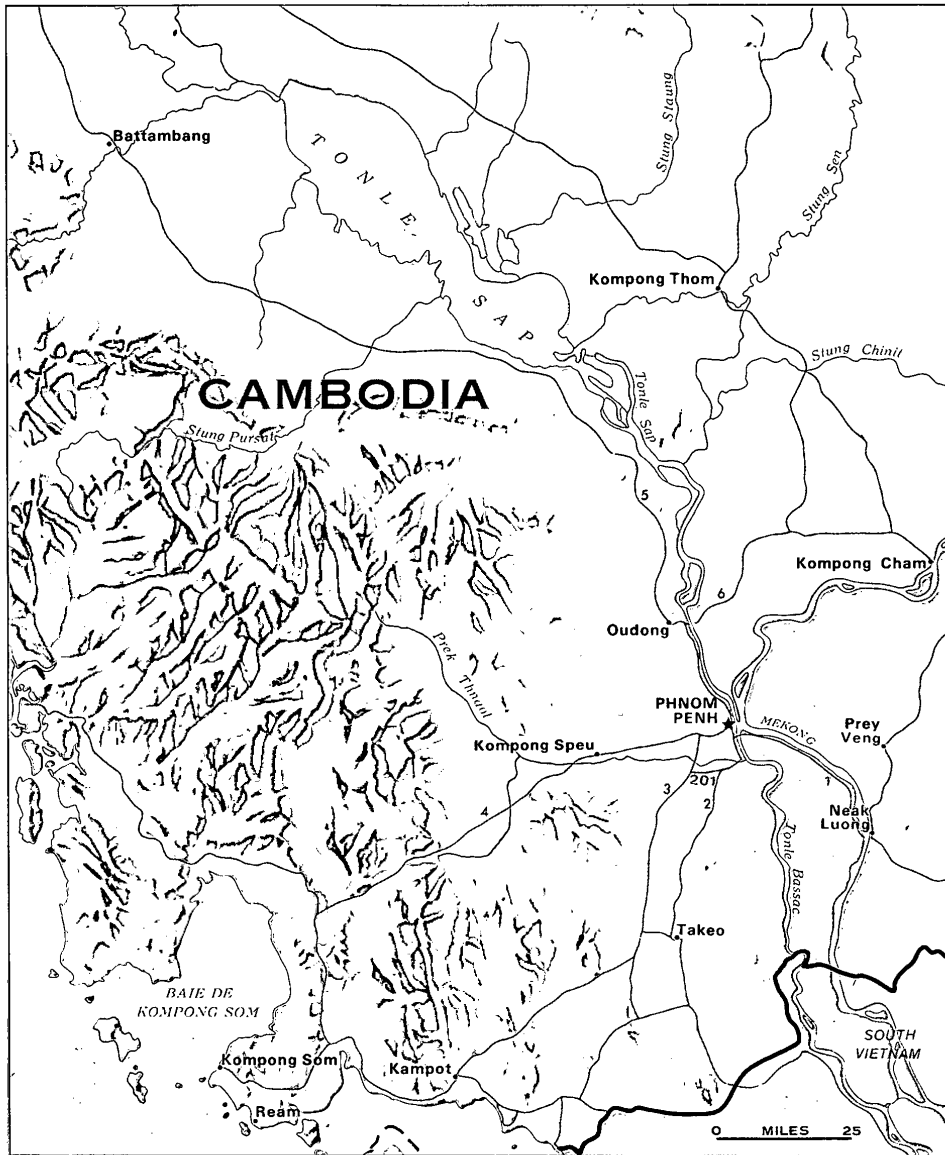 Battambang
TONLE
SAP
Stung Staung
Stung Sen
Kompong Thom
Stung Chinit
CAMBODIA
Tonle Sap
Stung Pursat
5
Kompong Cham
6
Oudong
Prek Thnaut
PHNOM
PENH
MEKONG
Prey
Veng
Kompong Speu
201
1
3
2
4
Neak
Luong
Tonle Bassac
Takeo
BAIE DE
KOMPONG SOM
SOUTH
VIETNAM
Kompong Som
Kampot
Ream
0 MILES 25